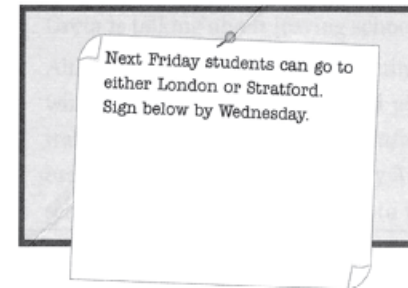 Next Friday students can go to
either London or Stratford.
Sign below by Wednesday.